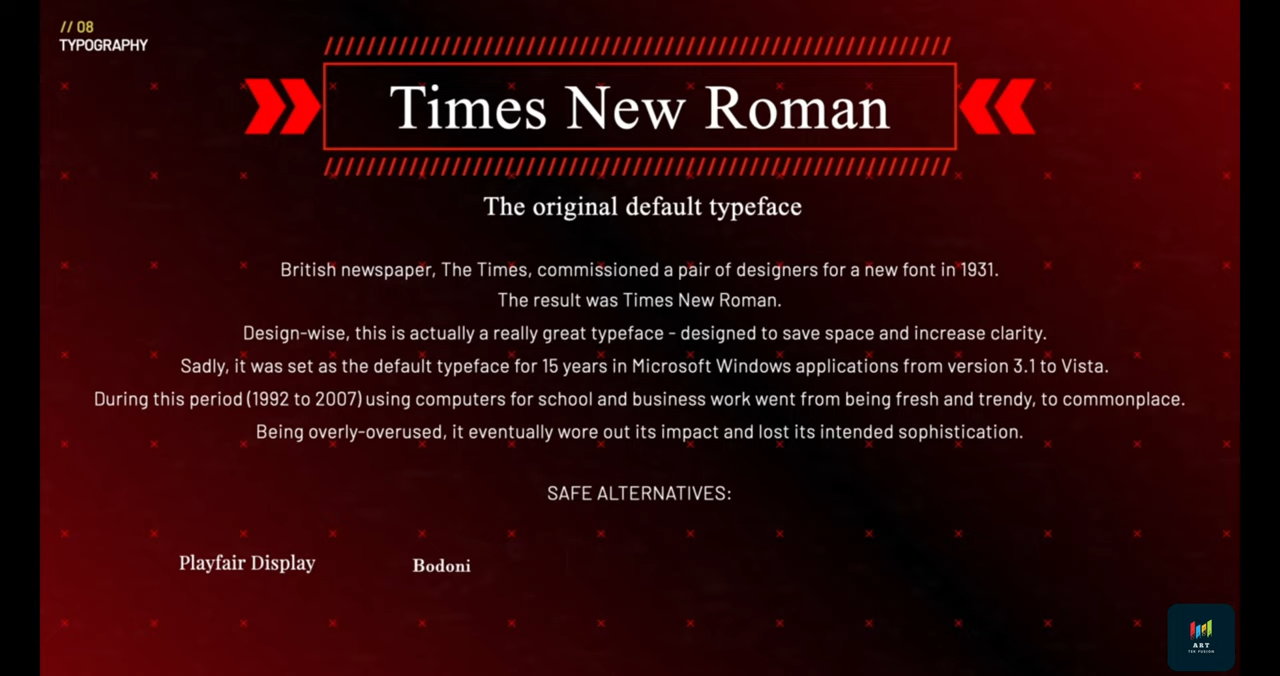 // 08
TYPOGRAPHY
Times New Roman
The original default typeface
British newspaper, The Times, commissioned a pair of designers for a new font in 1931.
The result was Times New Roman.
Design-wise, this is actually a really great typeface - designed to save space and increase clarity.
Sadly, it was set as the default typeface for 15 years in Microsoft Windows applications from version 3.1 to Vista.
During this period (1992 to 2007) using computers for school and business work went from being fresh and trendy, to commonplace.
Being overly-overused, it eventually wore out its impact and lost its intended sophistication.
SAFE ALTERNATIVES:
Playfair Display Bodoni
ART
TEK FUSION